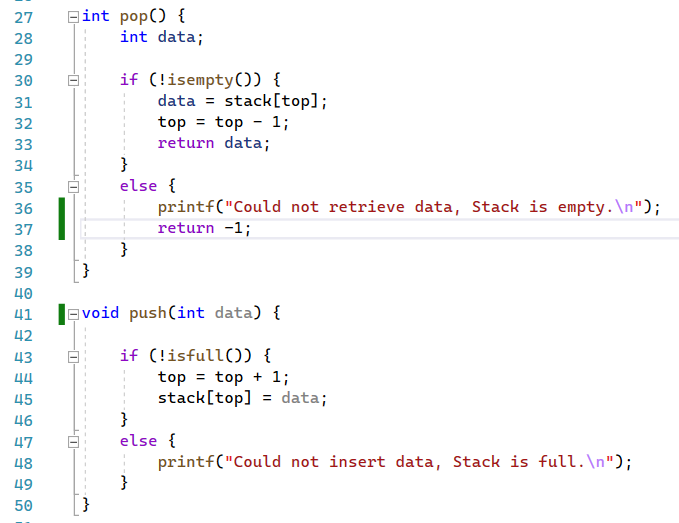 27 int pop() {
28     int data;
29
30     if (!isempty()) {
31         data = stack[top];
32         top = top - 1;
33         return data;
34     }
35     else {
36         printf("Could not retrieve data, Stack is empty.\n");
37         return -1;
38     }
39 }
40
41 void push(int data) {
42
43     if (!isfull()) {
44         top = top + 1;
45         stack[top] = data;
46     }
47     else {
48         printf("Could not insert data, Stack is full.\n");
49     }
50 }